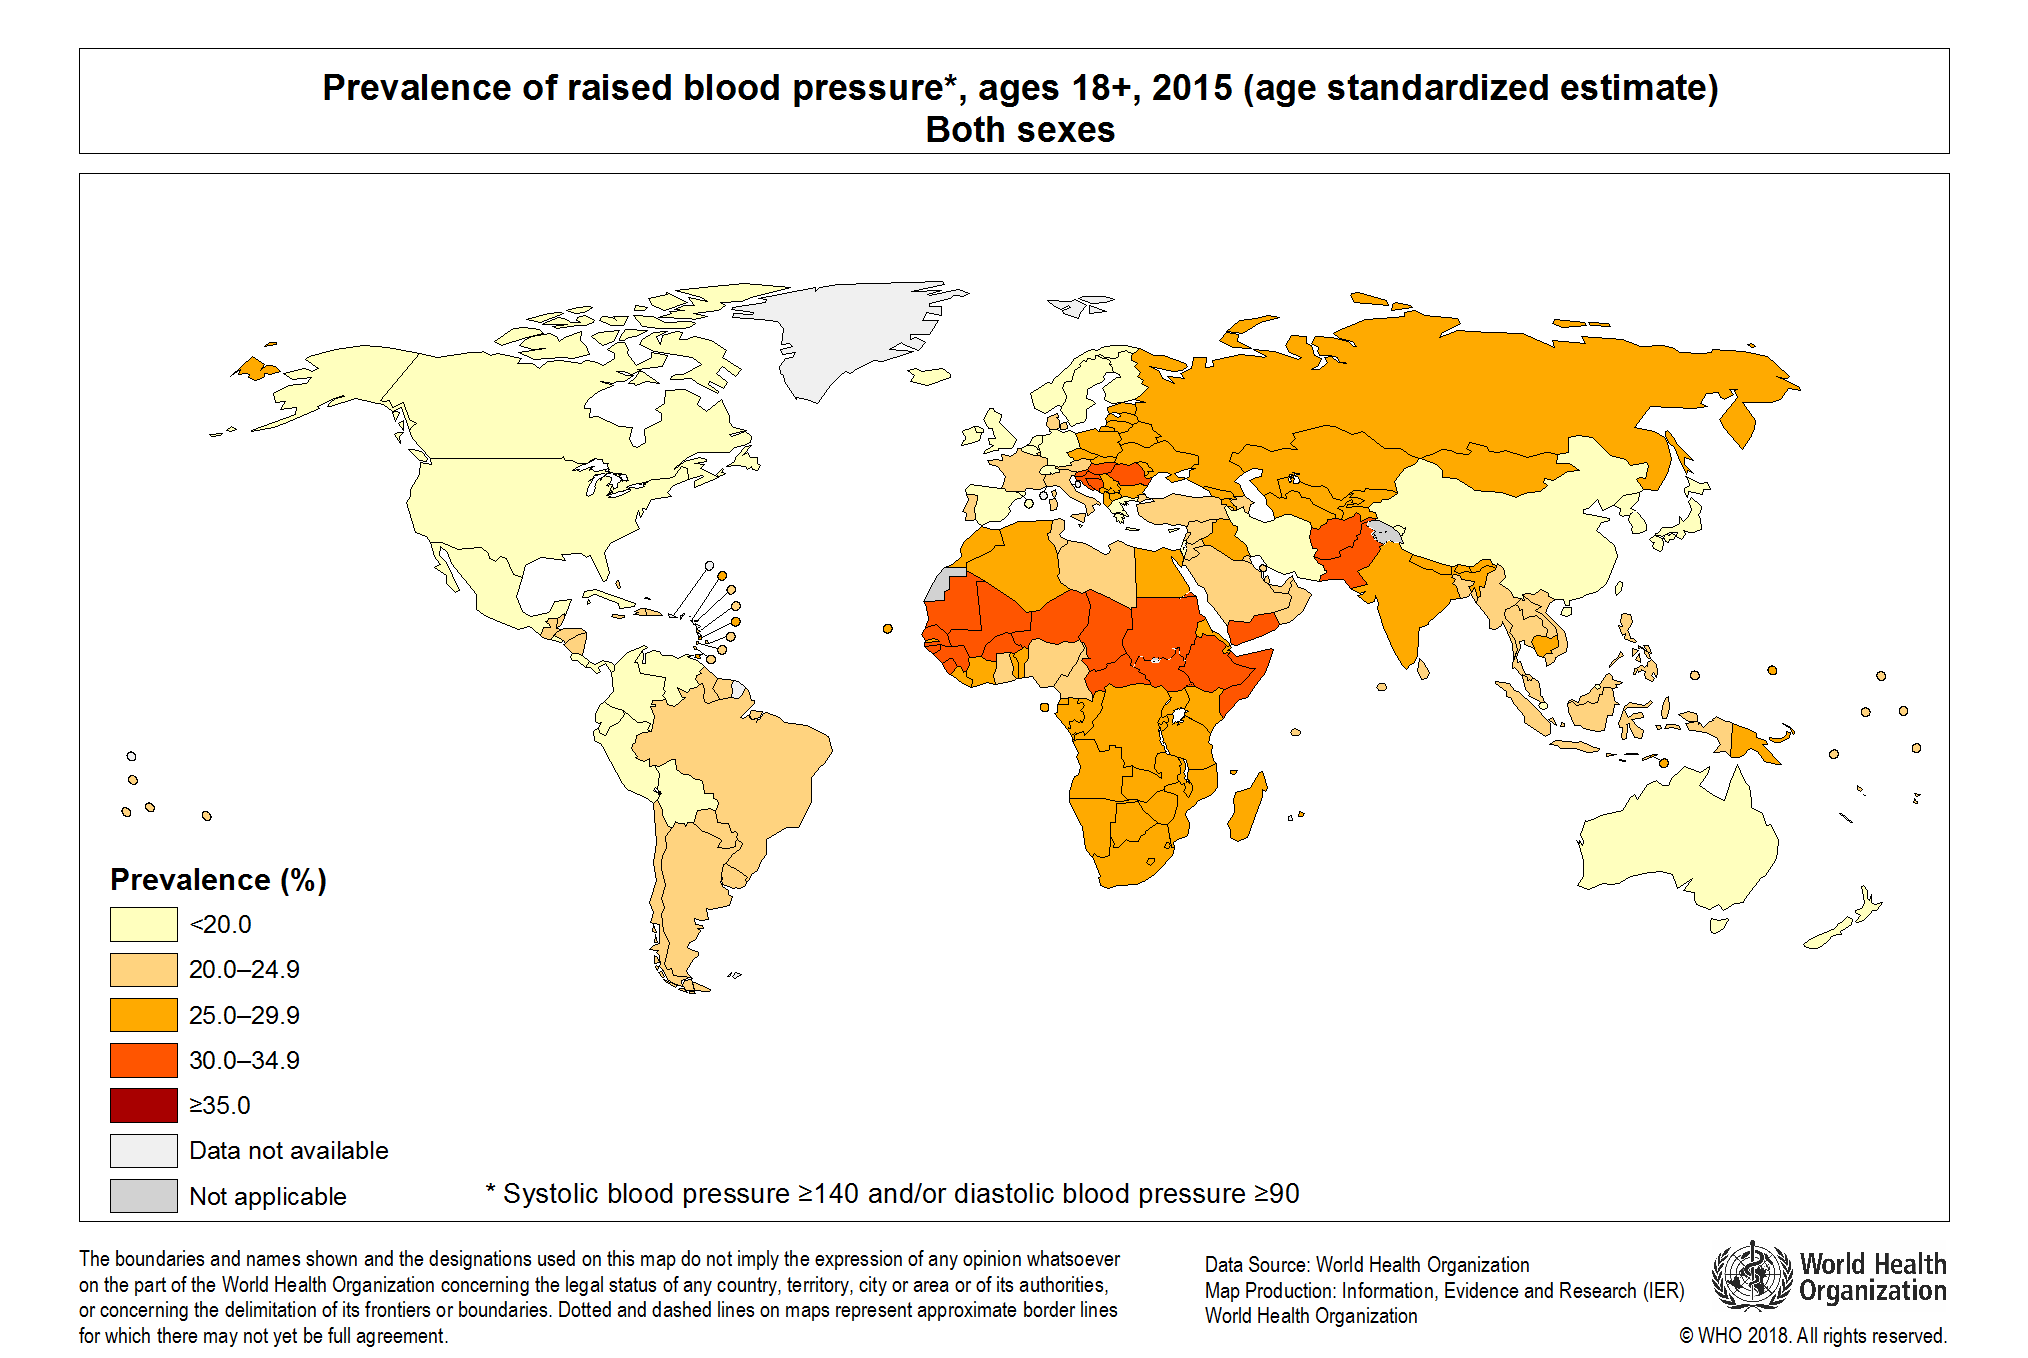 Prevalence of raised blood pressure*, ages 18+, 2015 (age standardized estimate)
Both sexes
Prevalence (%)
<20.0
20.0–24.9
25.0–29.9
30.0–34.9
≥35.0
Data not available
Not applicable
* Systolic blood pressure ≥140 and/or diastolic blood pressure ≥90
The boundaries and names shown and the designations used on this map do not imply the expression of any opinion whatsoever
on the part of the World Health Organization concerning the legal status of any country, territory, city or area or of its authorities,
or concerning the delimitation of its frontiers or boundaries. Dotted and dashed lines on maps represent approximate border lines
for which there may not yet be full agreement.
Data Source: World Health Organization
Map Production: Information, Evidence and Research (IER)
World Health Organization
World Health
Organization
© WHO 2018. All rights reserved.